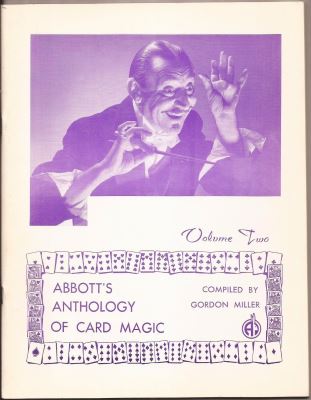 Volume Two
ABBOTT'S
ANTHOLOGY
OF CARD MAGIC
COMPILED BY
GORDON MILLER